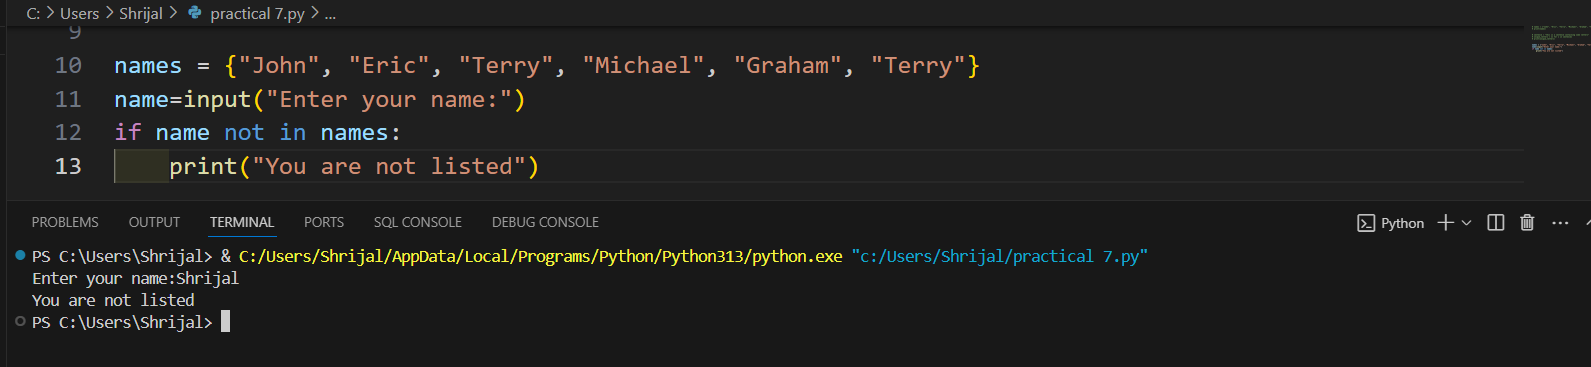 C: > Users > Shrijal > practical 7.py > ...
9
10 names = {"John", "Eric", "Terry", "Michael", "Graham", "Terry"}
11 name=input("Enter your name:")
12 if name not in names:
13     print("You are not listed")
PROBLEMS OUTPUT TERMINAL PORTS SQL CONSOLE DEBUG CONSOLE Python
PS C:\Users\Shrijal> & C:/Users/Shrijal/AppData/Local/Programs/Python/Python313/python.exe "c:/Users/Shrijal/practical 7.py"
Enter your name:Shrijal
You are not listed
PS C:\Users\Shrijal>